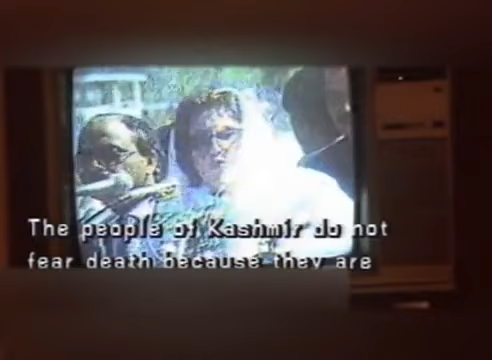 The people of Kashmir do not
fear death because they are